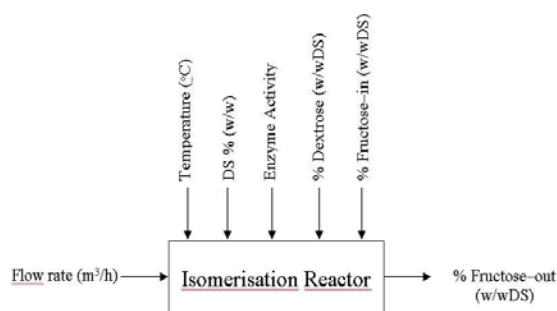 Temperature (°C)
DS % (w/w)
Enzyme Activity
% Dextrose (w/wDS)
% Fructose–in (w/wDS)
Flow rate (m³/h)
Isomerisation Reactor
% Fructose–out
(w/wDS)